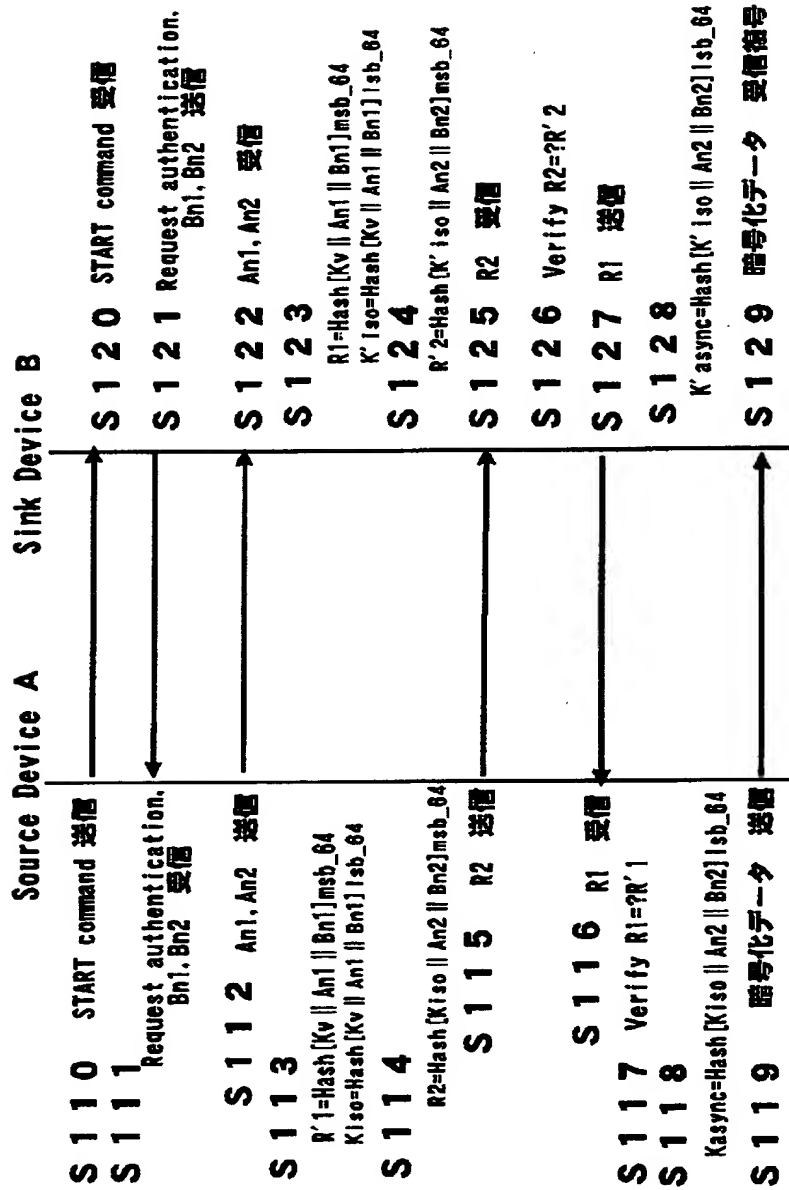 Source Device A
Sink Device B
S110 START command 送信
S111
Request authentication.
Bn1. Bn2 受信
S112 An1. An2 送信
S113
R'1=Hash[Kv || An1 || Bn1]msb_64
Kiso=Hash[Kv || An1 || Bn1]lsb_64
S114
R2=Hash[Kiso || An2 || Bn2]msb_64
S115 R2 送信
S116 R1 受信
S117 Verify R1=?R'1
S118
Kasync=Hash[Kiso || An2 || Bn2]lsb_64
S119 暗号化データ 送信
S120 START command 受信
S121 Request authentication.
Bn1. Bn2 送信
S122 An1. An2 受信
S123
R1=Hash[Kv || An1 || Bn1]msb_64
K'iso=Hash[Kv || An1 || Bn1]lsb_64
S124
R'2=Hash[K'iso || An2 || Bn2]msb_64
S125 R2 受信
S126 Verify R2=?R'2
S127 R1 送信
S128
K'async=Hash[K'iso || An2 || Bn2]lsb_64
S129 暗号化データ 受信復号